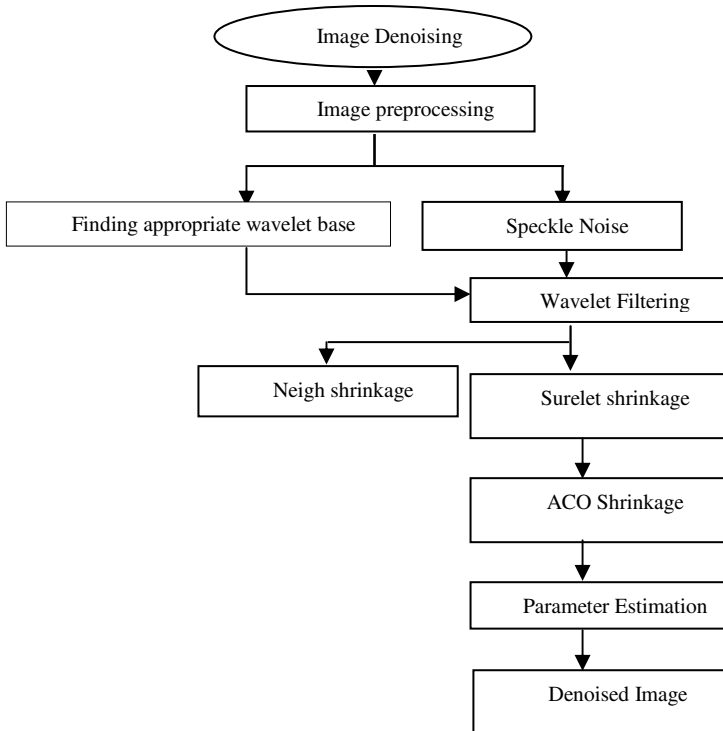 Image Denoising
Image preprocessing
Finding appropriate wavelet base
Speckle Noise
Wavelet Filtering
Neigh shrinkage
Surelet shrinkage
ACO Shrinkage
Parameter Estimation
Denoised Image